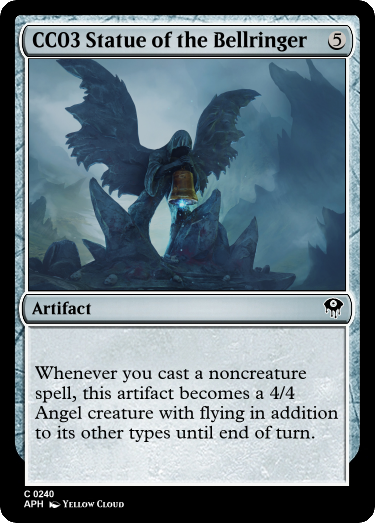 CC03 Statue of the Bellringer 5
Artifact
Whenever you cast a noncreature
spell, this artifact becomes a 4/4
Angel creature with flying in addition
to its other types until end of turn.
C 0240
APH Yellow Cloud